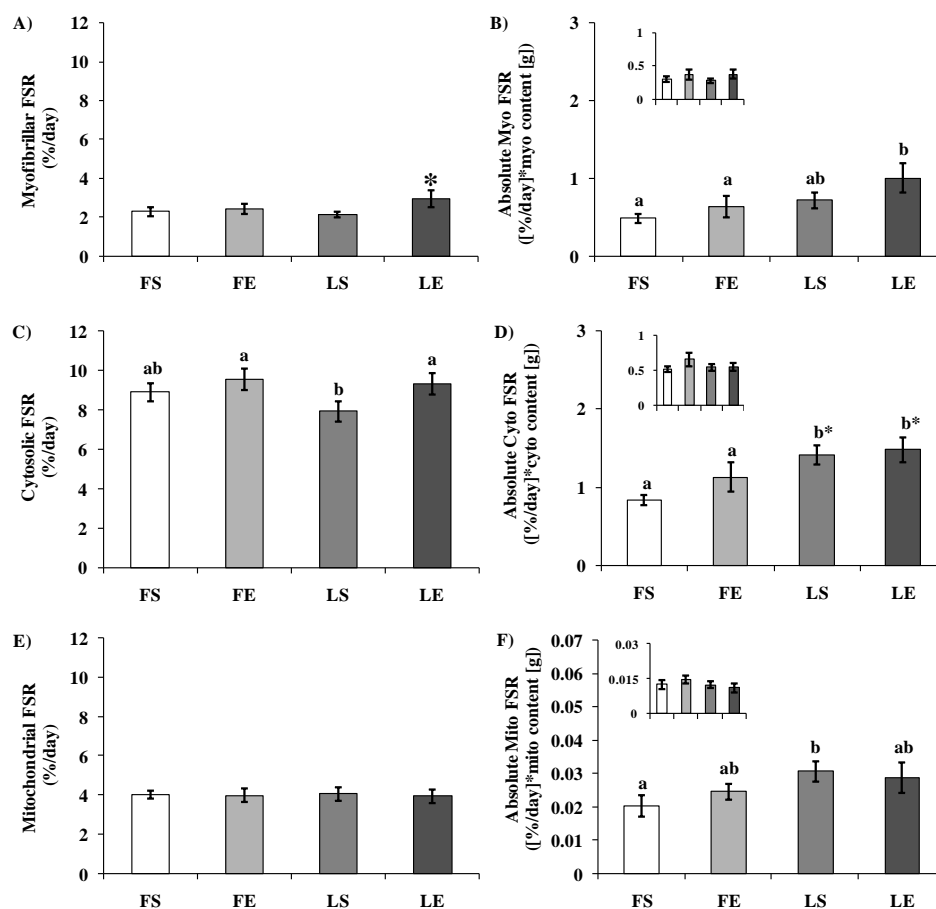 A)
Myofibrillar FSR
(%/day)
12
10
8
6
4
2
0
*
FS FE LS LE
B)
Absolute Myo FSR
([%/day]*myo content [g]
3
2
1
0
1
0.5
0
a a ab b
FS FE LS LE
C)
Cytosolic FSR
(%/day)
12
10
8
6
4
2
0
ab a b a
FS FE LS LE
D)
Absolute Cyto FSR
([%/day]*cyto content [g]
3
2
1
0
1
0.5
0
a a b* b*
FS FE LS LE
E)
Mitochondrial FSR
(%/day)
12
10
8
6
4
2
0
FS FE LS LE
F)
Absolute Mito FSR
([%/day]*mito content [g]
0.07
0.06
0.05
0.04
0.03
0.02
0.01
0
0.03
0.015
0
a ab b ab
FS FE LS LE